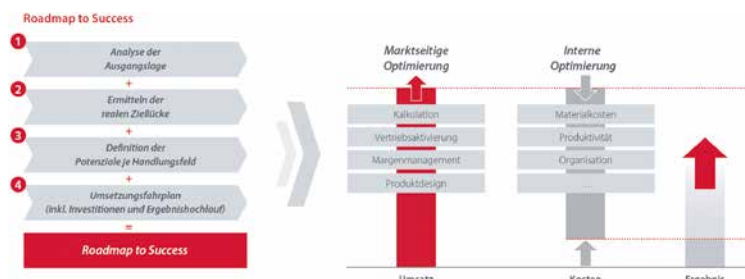 Roadmap to Success
1
Analyse der
Ausgangslage
+
2
Ermitteln der
realen Ziellücke
+
3
Definition der
Potenziale je Handlungsfeld
+
4
Umsetzungsfahrplan
(inkl. Investitionen und Ergebnishochlauf)
=
Roadmap to Success
Marktseitige
Optimierung
Kalkulation
Vertriebsaktivierung
Margenmanagement
Produktdesign
Umsatz
Interne
Optimierung
Materialkosten
Produktivität
Organisation
...
Kosten
Ergebnis